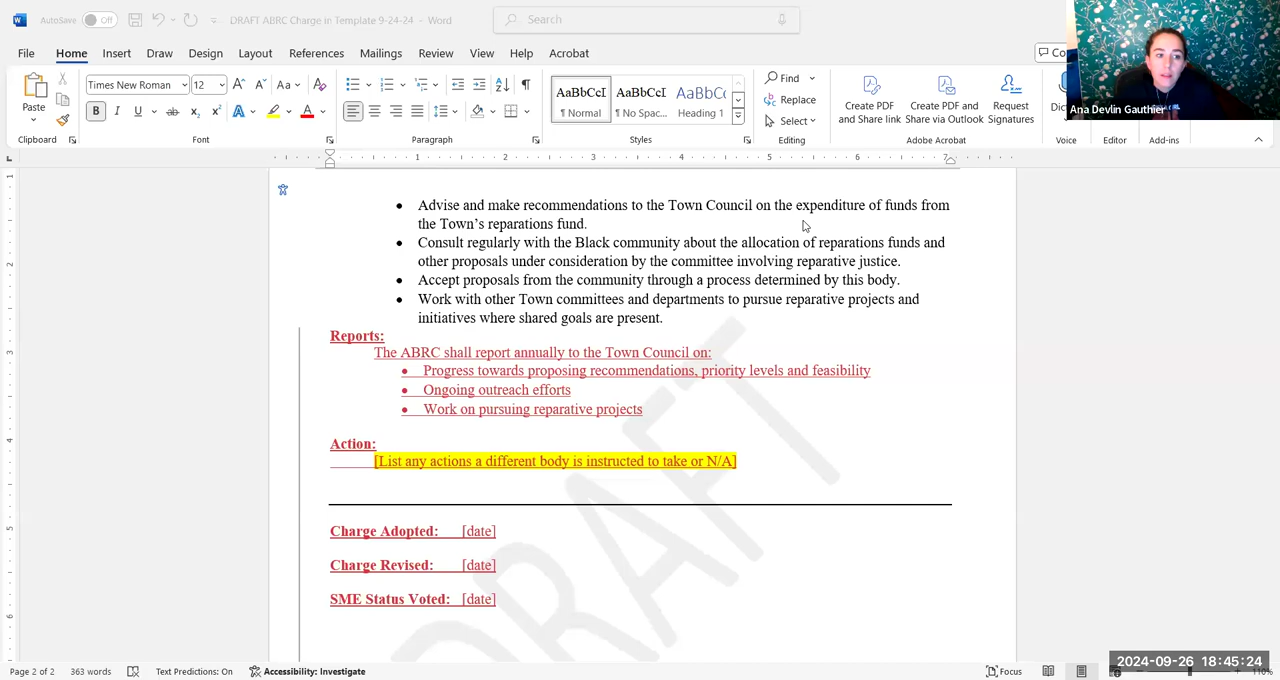 AutoSave Off
DRAFT ABRC Charge in Template 9-24-24 - Word
Search
File Home Insert Draw Design Layout References Mailings Review View Help Acrobat
Paste
Times New Roman 12
Aa
AaBbCcI AaBbCcI AaBbCc
¶ Normal ¶ No Spac... Heading 1
Find
Replace
Select
Create PDF and Share link
Create PDF and Share via Outlook
Request Signatures
Clipboard Font Paragraph Styles Editing Adobe Acrobat Voice Editor Add-ins
Ana Devlin Gauthier
1 2 3 4 5 6 7
• Advise and make recommendations to the Town Council on the expenditure of funds from
the Town’s reparations fund.
• Consult regularly with the Black community about the allocation of reparations funds and
other proposals under consideration by the committee involving reparative justice.
• Accept proposals from the community through a process determined by this body.
• Work with other Town committees and departments to pursue reparative projects and
initiatives where shared goals are present.
Reports:
The ABRC shall report annually to the Town Council on:
• Progress towards proposing recommendations, priority levels and feasibility
• Ongoing outreach efforts
• Work on pursuing reparative projects
Action:
[List any actions a different body is instructed to take or N/A]
Charge Adopted: [date]
Charge Revised: [date]
SME Status Voted: [date]
DRAFT
Page 2 of 2 363 words Text Predictions: On Accessibility: Investigate Focus
2024-09-26 18:45:24